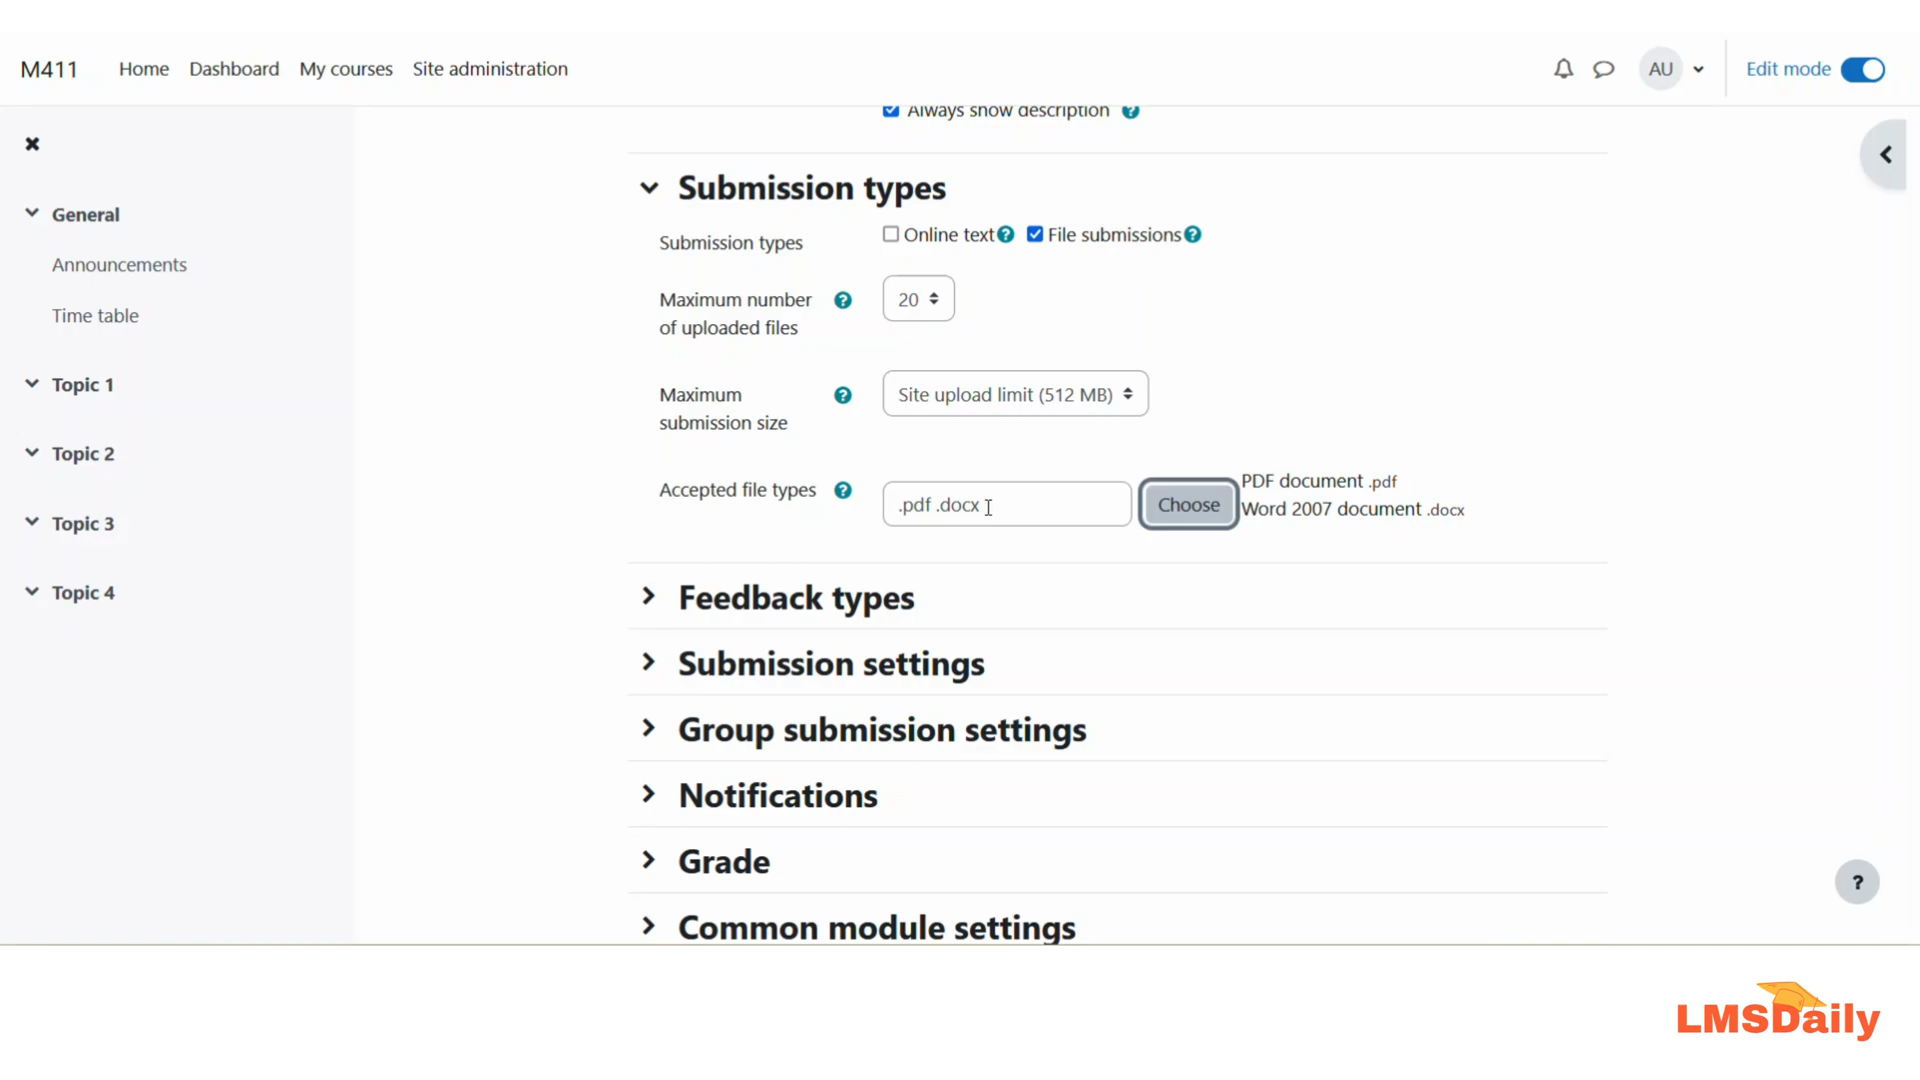 M411 Home Dashboard My courses Site administration AU Edit mode
Always show description ?
General
Announcements
Time table
Topic 1
Topic 2
Topic 3
Topic 4
Submission types
Submission types Online text ? File submissions ?
Maximum number of uploaded files ? 20
Maximum submission size ? Site upload limit (512 MB)
Accepted file types ? .pdf .docx Choose
PDF document .pdf
Word 2007 document .docx
Feedback types
Submission settings
Group submission settings
Notifications
Grade
Common module settings
?
LMSDaily